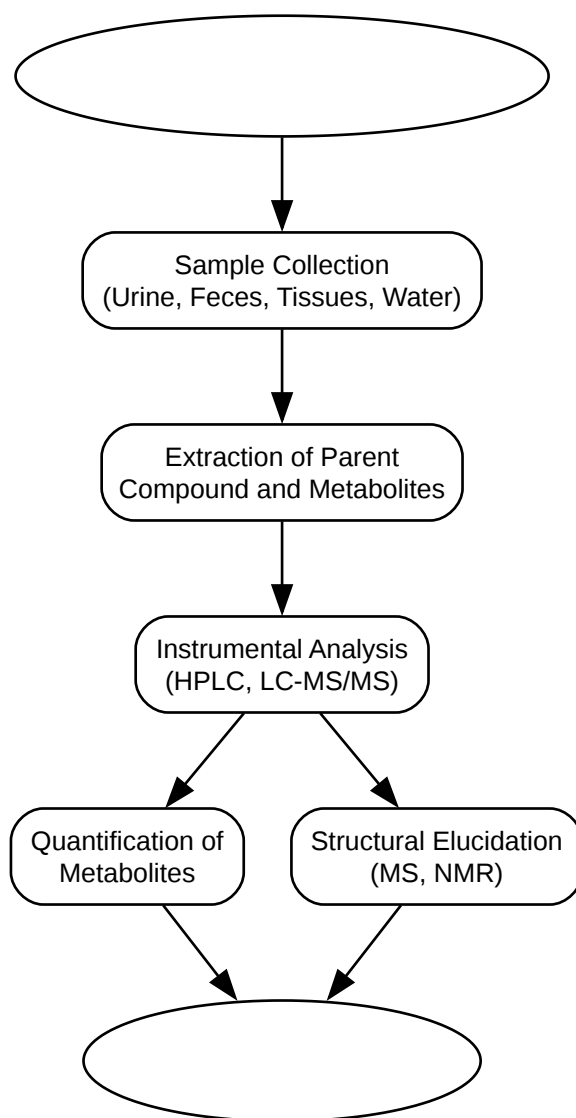 Sample Collection
(Urine, Feces, Tissues, Water)
Extraction of Parent
Compound and Metabolites
Instrumental Analysis
(HPLC, LC-MS/MS)
Quantification of
Metabolites
Structural Elucidation
(MS, NMR)